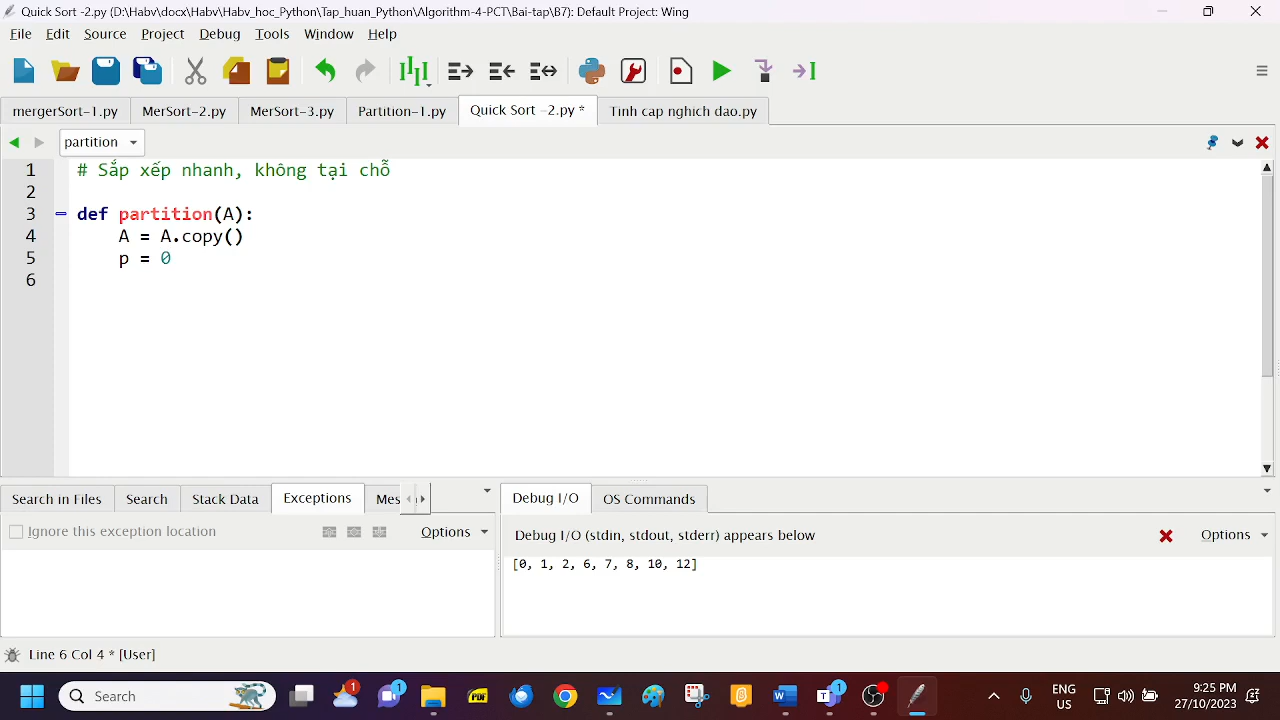 Quick Sort -2.py (D:\Habv\docx\Habv\Habv_hoc_Python\Tap_huan_Python\Algorithm-4-PCT\Bai-tap\B7): Default Project: Wing
File Edit Source Project Debug Tools Window Help
mergerSort-1.py MerSort-2.py MerSort-3.py Partition-1.py Quick Sort -2.py * Tinh cap nghich dao.py
partition
1 # Sắp xếp nhanh, không tại chỗ
2
3 def partition(A):
4 A = A.copy()
5 p = 0
6
Search in Files Search Stack Data Exceptions Mes
Debug I/O OS Commands
Ignore this exception location Options
Debug I/O (stdin, stdout, stderr) appears below Options
[0, 1, 2, 6, 7, 8, 10, 12]
Line 6 Col 4 * [User]
Search
1
1
PDF
1
ENG
US
9:25 PM
27/10/2023